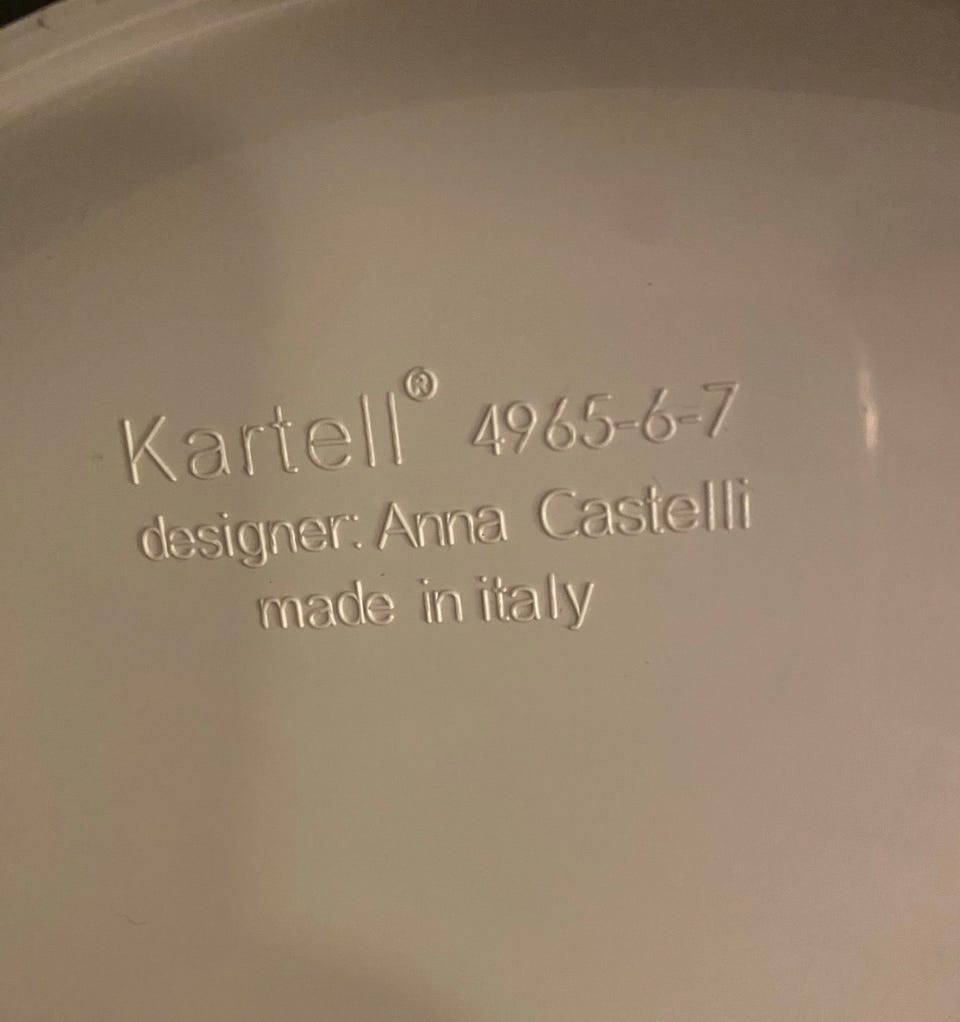 Kartell® 4965-6-7
designer: Anna Castelli
made in italy